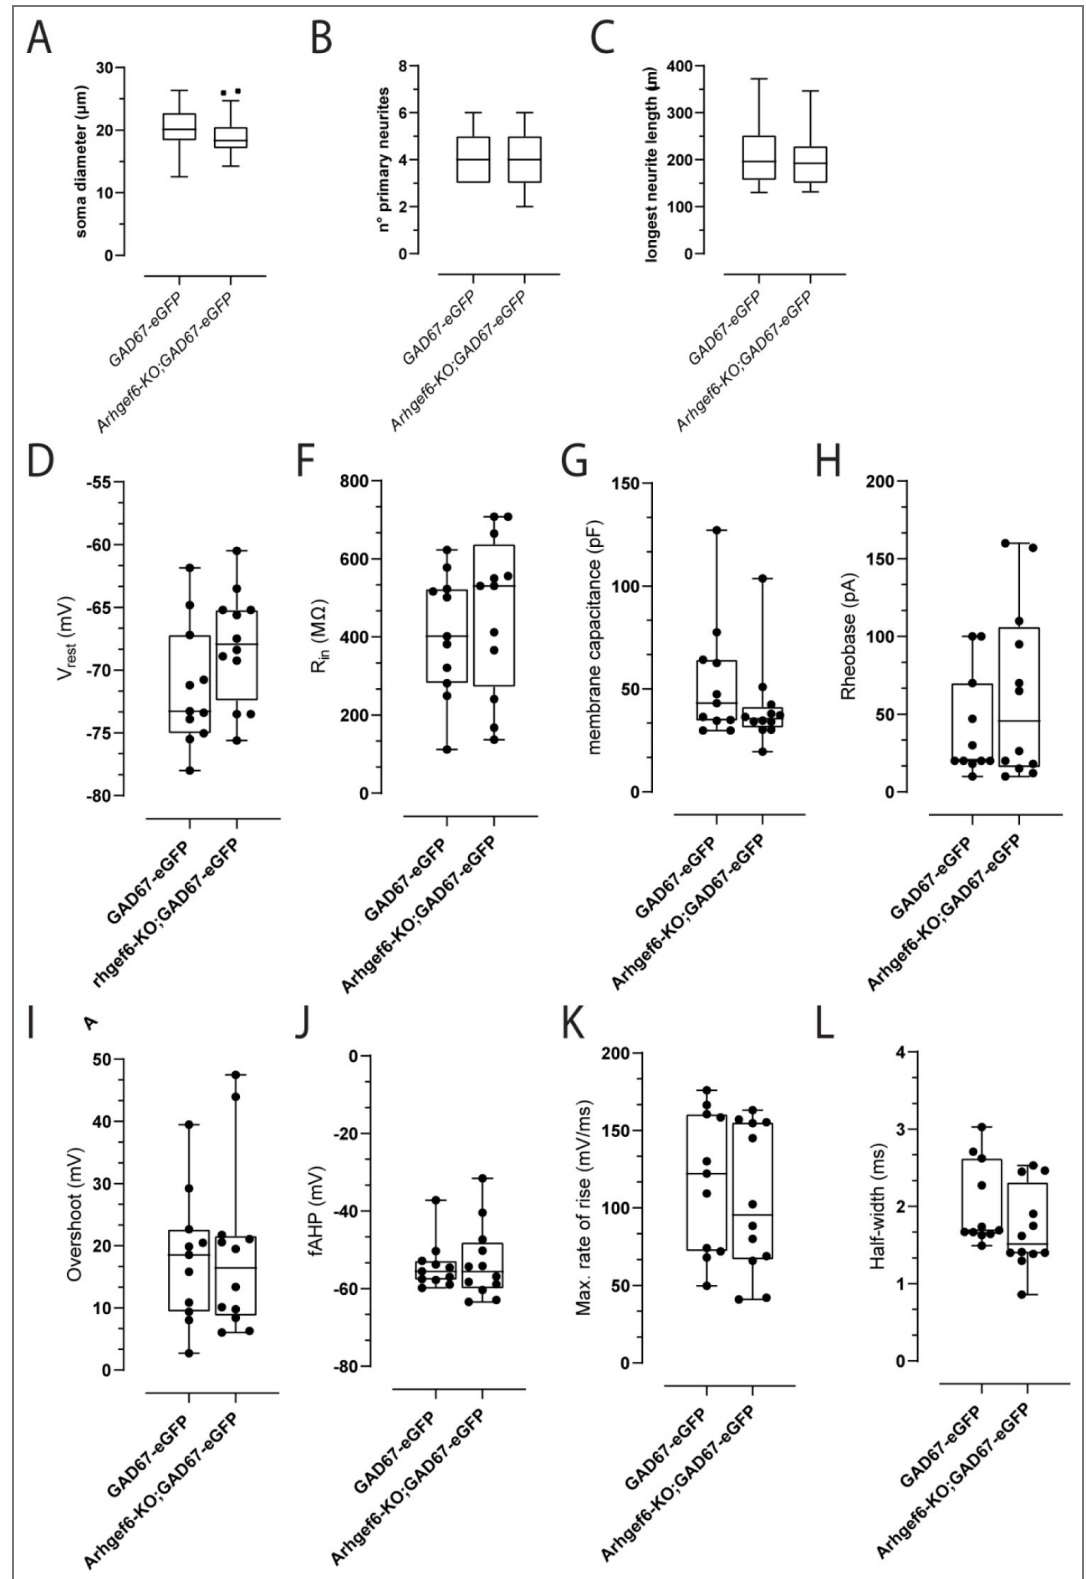 A
B
C
soma diameter (µm)
30
20
10
0
GAD67-eGFP
Arhgef6-KO;GAD67-eGFP
n° primary neurites
8
6
4
2
0
GAD67-eGFP
Arhgef6-KO;GAD67-eGFP
longest neurite length (µm)
400
300
200
100
0
GAD67-eGFP
Arhgef6-KO;GAD67-eGFP
D
F
G
H
Vrest (mV)
-55
-60
-65
-70
-75
-80
GAD67-eGFP
rhgef6-KO;GAD67-eGFP
Rin (MΩ)
800
600
400
200
0
GAD67-eGFP
Arhgef6-KO;GAD67-eGFP
membrane capacitance (pF)
150
100
50
0
GAD67-eGFP
Arhgef6-KO;GAD67-eGFP
Rheobase (pA)
200
150
100
50
0
GAD67-eGFP
Arhgef6-KO;GAD67-eGFP
I
A
J
K
L
Overshoot (mV)
50
40
30
20
10
0
GAD67-eGFP
Arhgef6-KO;GAD67-eGFP
fAHP (mV)
0
-20
-40
-60
-80
GAD67-eGFP
Arhgef6-KO;GAD67-eGFP
Max. rate of rise (mV/ms)
200
150
100
50
0
GAD67-eGFP
Arhgef6-KO;GAD67-eGFP
Half-width (ms)
4
3
2
1
0
GAD67-eGFP
Arhgef6-KO;GAD67-eGFP